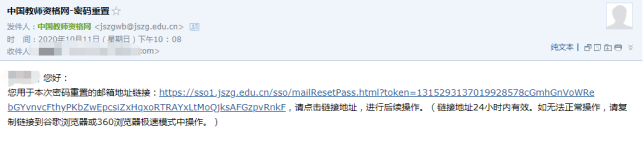 中国教师资格网-密码重置
发件人：中国教师资格网 <jszgwb@jszg.edu.cn>
时 间：2020年10月11日（星期日）下午10：08
纯文本 |
收件人 com>
，您好：
您用于本次密码重置的邮箱地址链接：https://sso1.jszg.edu.cn/sso/mailResetPass.html?token=1315293137019928578cGmhGnVoWRe
bGYvnvcFthyPKbZwEpcsiZxHqxoRTRAYxLtMoQjksAFGzpvRnkF，请点击链接地址，进行后续操作。（ 链接地址24小时内有效。如无法正常操作，请复
制链接到谷歌浏览器或360浏览器极速模式中操作。）